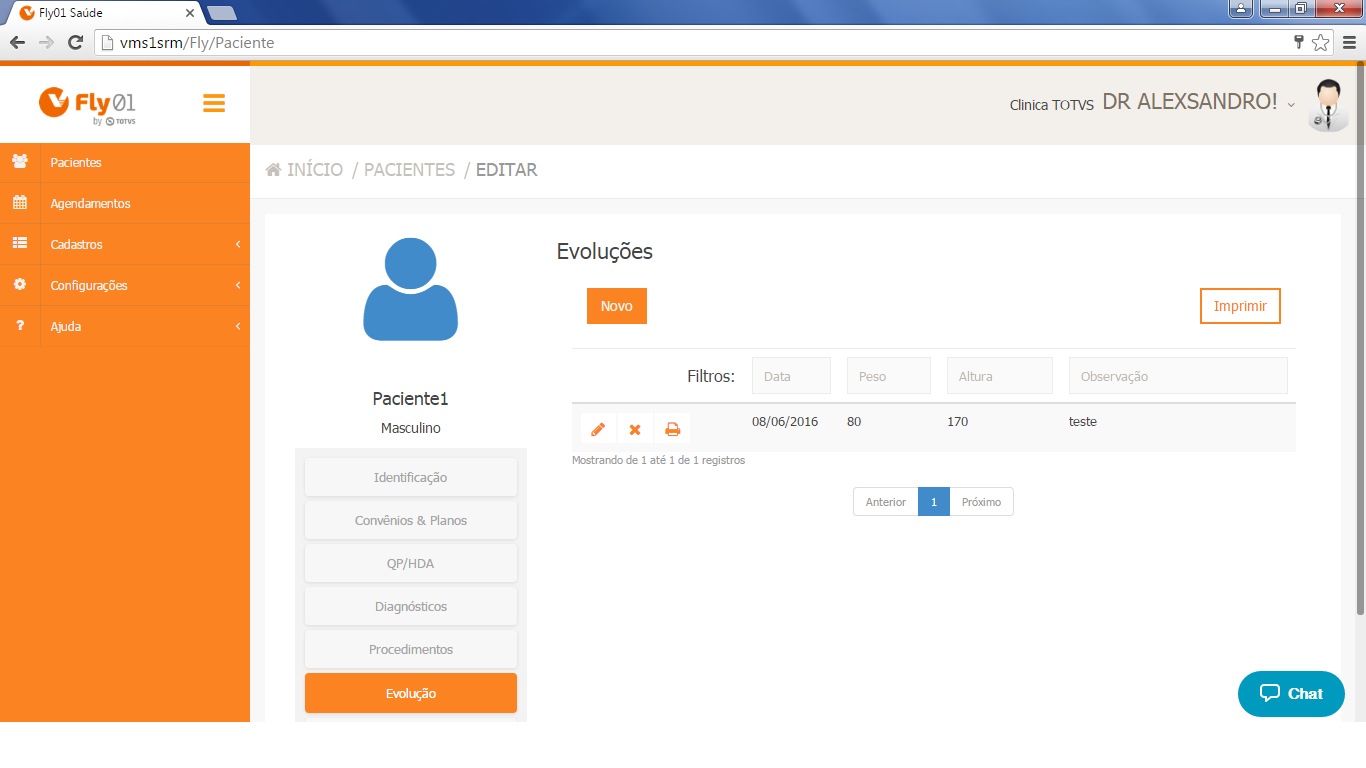 Fly01 Saúde
vms1srm/Fly/Paciente
Fly01
by TOTVS
Clinica TOTVS DR ALEXSANDRO!
Pacientes
Agendamentos
Cadastros
Configurações
Ajuda
INÍCIO / PACIENTES / EDITAR
Paciente1
Masculino
Identificação
Convênios & Planos
QP/HDA
Diagnósticos
Procedimentos
Evolução
Evoluções
Novo
Imprimir
Filtros: Data Peso Altura Observação
08/06/2016 80 170 teste
Mostrando de 1 até 1 de 1 registros
Anterior 1 Próximo
Chat